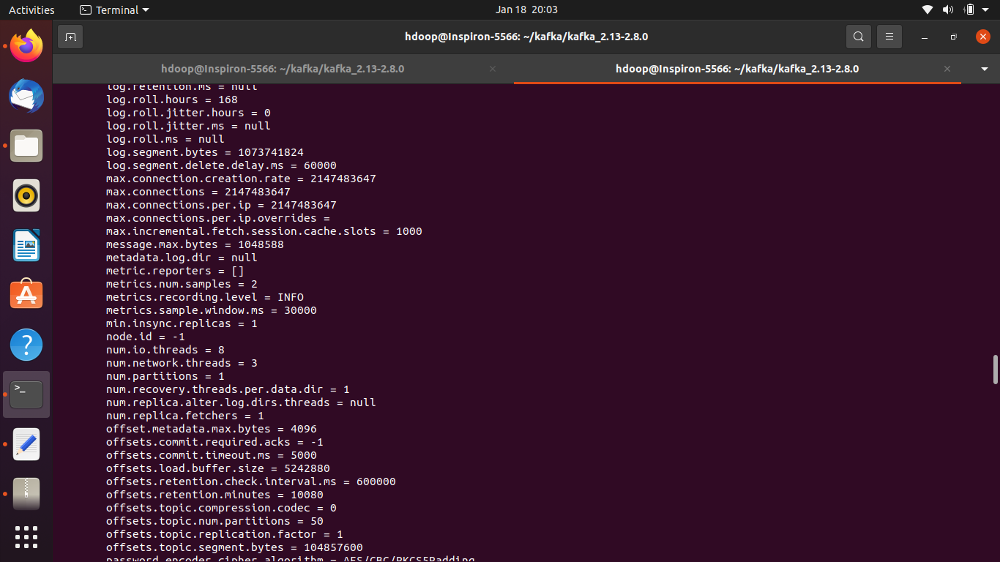 Activities
Terminal
Jan 18 20:03
hdoop@Inspiron-5566: ~/kafka/kafka_2.13-2.8.0
hdoop@Inspiron-5566: ~/kafka/kafka_2.13-2.8.0
hdoop@Inspiron-5566: ~/kafka/kafka_2.13-2.8.0
log.retention.ms = null
log.roll.hours = 168
log.roll.jitter.hours = 0
log.roll.jitter.ms = null
log.roll.ms = null
log.segment.bytes = 1073741824
log.segment.delete.delay.ms = 60000
max.connection.creation.rate = 2147483647
max.connections = 2147483647
max.connections.per.ip = 2147483647
max.connections.per.ip.overrides =
max.incremental.fetch.session.cache.slots = 1000
message.max.bytes = 1048588
metadata.log.dir = null
metric.reporters = []
metrics.num.samples = 2
metrics.recording.level = INFO
metrics.sample.window.ms = 30000
min.insync.replicas = 1
node.id = -1
num.io.threads = 8
num.network.threads = 3
num.partitions = 1
num.recovery.threads.per.data.dir = 1
num.replica.alter.log.dirs.threads = null
num.replica.fetchers = 1
offset.metadata.max.bytes = 4096
offsets.commit.required.acks = -1
offsets.commit.timeout.ms = 5000
offsets.load.buffer.size = 5242880
offsets.retention.check.interval.ms = 600000
offsets.retention.minutes = 10080
offsets.topic.compression.codec = 0
offsets.topic.num.partitions = 50
offsets.topic.replication.factor = 1
offsets.topic.segment.bytes = 104857600
password.encoder.cipher.algorithm = AES/CBC/PKCS5Padding